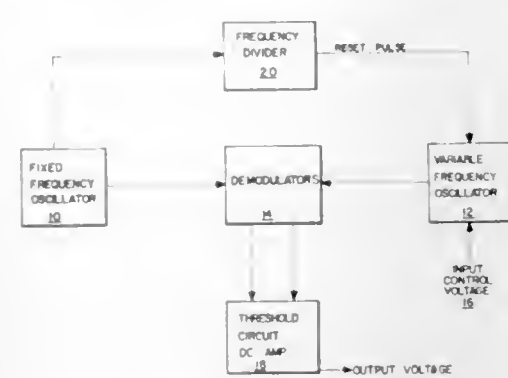 FREQUENCY
DIVIDER
20
RESET PULSE
FIXED
FREQUENCY
OSCILLATOR
10
DEMODULATORS
14
VARIABLE
FREQUENCY
OSCILLATOR
12
INPUT
CONTROL
VOLTAGE
16
THRESHOLD
CIRCUIT
DC AMP
18
OUTPUT VOLTAGE